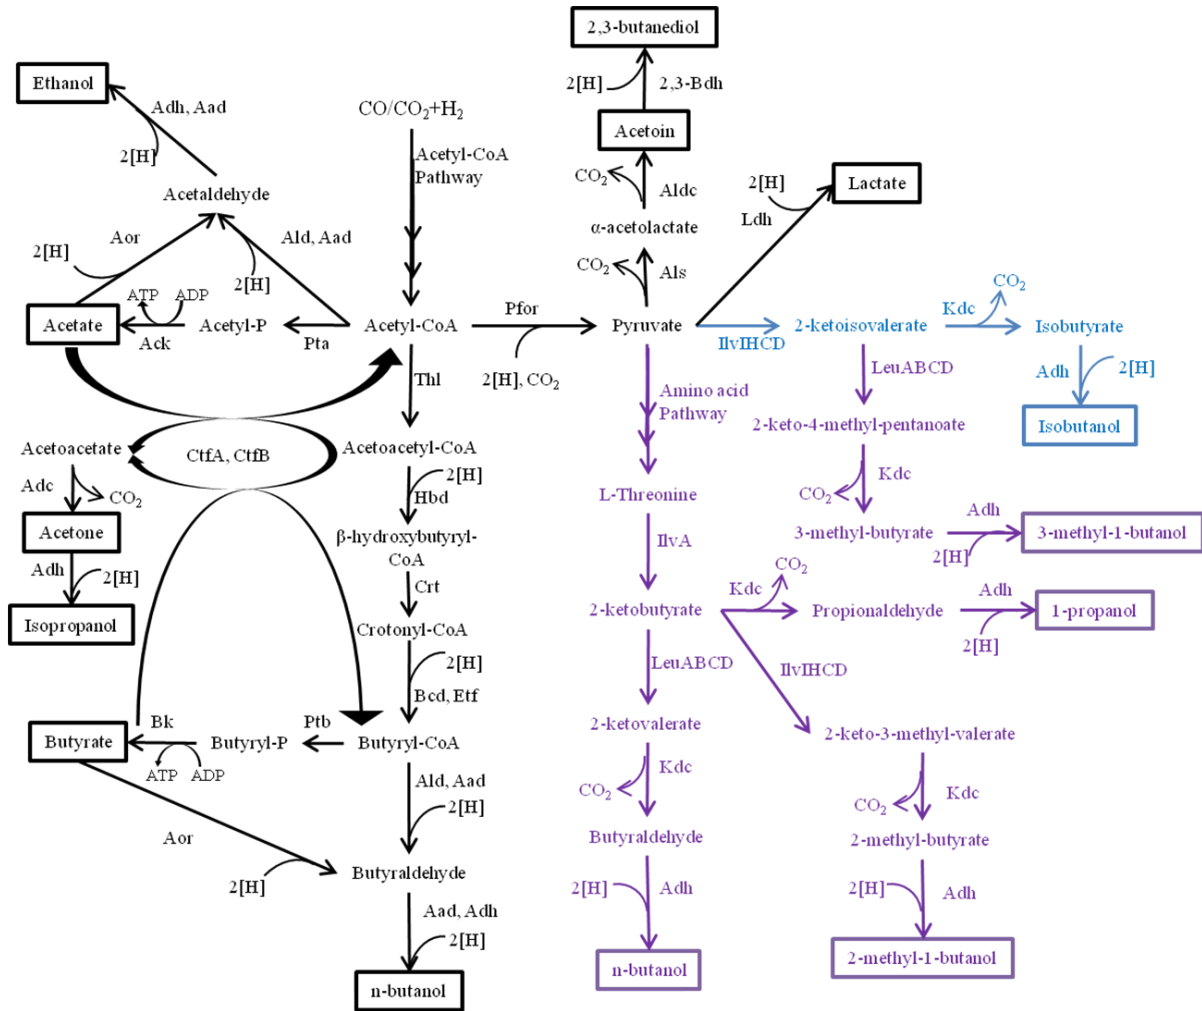 2,3-butanediol
2[H]
2,3-Bdh
Ethanol
Adh, Aad
2[H]
CO/CO₂+H₂
Acetoin
Acetyl-CoA
Pathway
CO₂
Aldc
2[H]
Lactate
Ldh
Acetaldehyde
α-acetolactate
Aor
2[H]
Ald, Aad
2[H]
CO₂
Als
ATP
ADP
Pfor
Kdc
CO₂
Acetate
Acetyl-P
Acetyl-CoA
Pyruvate
2-ketoisovalerate
Isobutyrate
Ack
Pta
IlvIHCD
Thl
2[H], CO₂
LeuABCD
Adh
2[H]
Amino acid
Pathway
2-keto-4-methyl-pentanoate
Isobutanol
Acetoacetate
CtfA, CtfB
Acetoacetyl-CoA
Adc
CO₂
2[H]
Hbd
Kdc
CO₂
L-Threonine
Acetone
β-hydroxybutyryl-
CoA
IlvA
3-methyl-butyrate
Adh
2[H]
3-methyl-1-butanol
Adh
2[H]
Crt
Kdc
CO₂
Isopropanol
Crotonyl-CoA
2-ketobutyrate
Propionaldehyde
Adh
2[H]
1-propanol
2[H]
Bcd, Etf
LeuABCD
IlvIHCD
Bk
Ptb
2-ketovalerate
2-keto-3-methyl-valerate
Butyrate
Butyryl-P
Butyryl-CoA
ATP
ADP
Ald, Aad
2[H]
Kdc
CO₂
Kdc
CO₂
Aor
2[H]
Butyraldehyde
2-methyl-butyrate
Butyraldehyde
2[H]
Adh
2[H]
Adh
Aad, Adh
2[H]
n-butanol
n-butanol
2-methyl-1-butanol